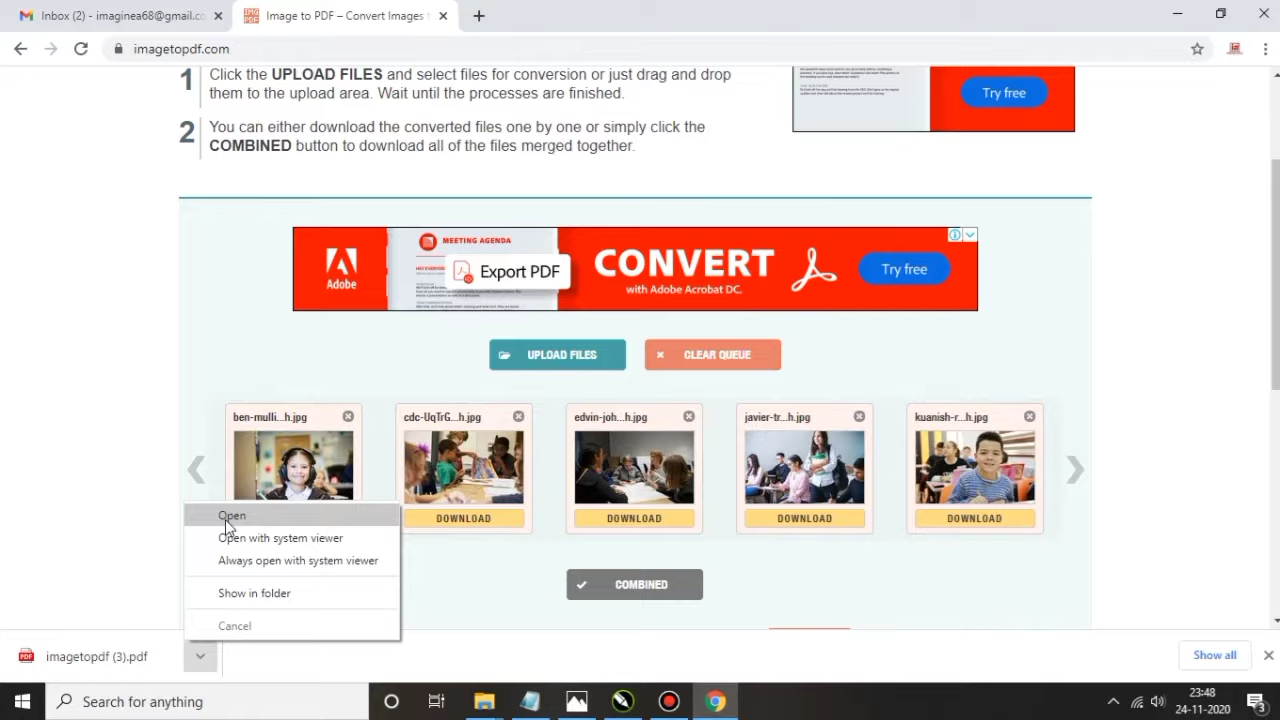 Inbox (2) - imaginea68@gmail.co
Image to PDF – Convert Images t
imagetopdf.com
Click the UPLOAD FILES and select files for conversion or just drag and drop
them to the upload area. Wait until the processes finished.
2
You can either download the converted files one by one or simply click the
COMBINED button to download all of the files merged together.
Try free
Adobe
MEETING AGENDA
Export PDF
CONVERT
with Adobe Acrobat DC.
Try free
UPLOAD FILES
CLEAR QUEUE
ben-mulli...h.jpg
cdc-UqTrG...h.jpg
edvin-joh...h.jpg
javier-tr...h.jpg
kuanish-r...h.jpg
DOWNLOAD
DOWNLOAD
DOWNLOAD
DOWNLOAD
Open
Open with system viewer
Always open with system viewer
Show in folder
Cancel
COMBINED
PDF
imagetopdf (3).pdf
Show all
Search for anything
23:48
24-11-2020
3